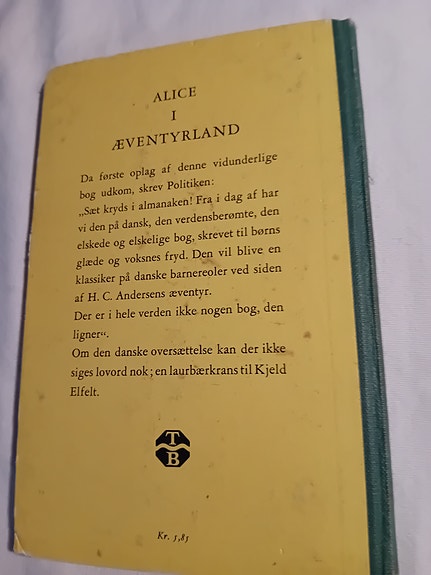 ALICE
I
ÆVENTYRLAND
Da første oplag af denne vidunderlige
bog udkom, skrev Politiken:
„Sæt kryds i almanaken! Fra i dag af har
vi den på dansk, den verdensberømte, den
elskede og elskelige bog, skrevet til børns
glæde og voksnes fryd. Den vil blive en
klassiker på danske barnereoler ved siden
af H. C. Andersens æventyr.
Der er i hele verden ikke nogen bog, den
ligner“.
Om den danske oversættelse kan der ikke
siges lovord nok; en laurbærkrans til Kjeld
Elfelt.
T
B
Kr. 5,85